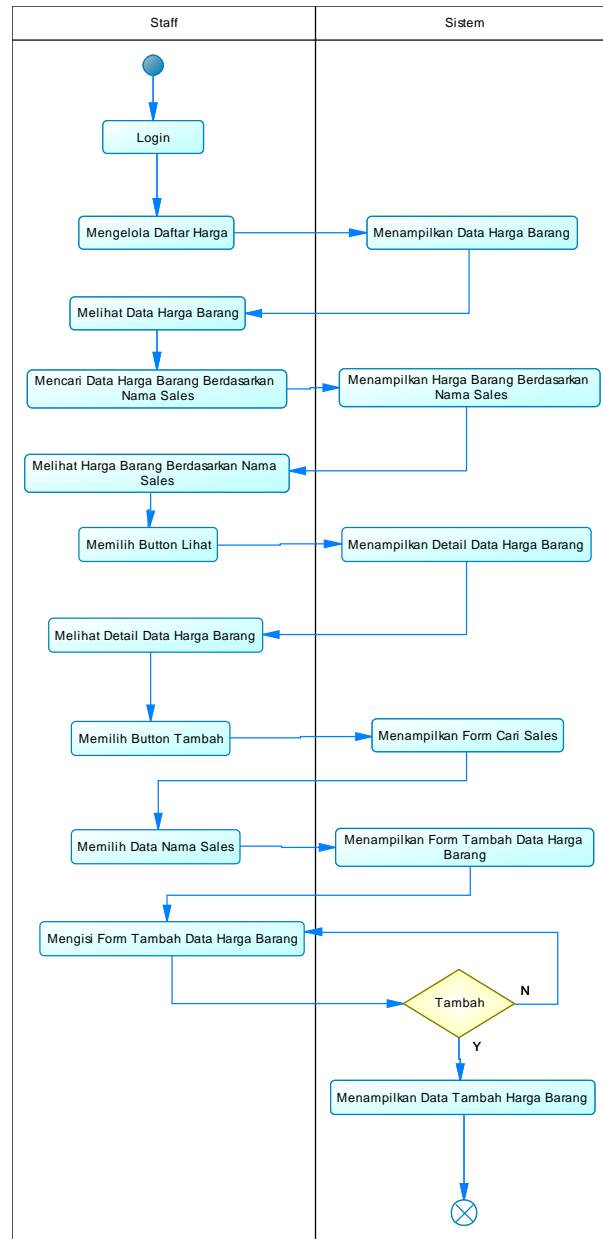 Staff
Sistem
Login
Mengelola Daftar Harga
Menampilkan Data Harga Barang
Melihat Data Harga Barang
Mencari Data Harga Barang Berdasarkan
Nama Sales
Menampilkan Harga Barang Berdasarkan
Nama Sales
Melihat Harga Barang Berdasarkan Nama
Sales
Memilih Button Lihat
Menampilkan Detail Data Harga Barang
Melihat Detail Data Harga Barang
Memilih Button Tambah
Menampilkan Form Cari Sales
Memilih Data Nama Sales
Menampilkan Form Tambah Data Harga
Barang
Mengisi Form Tambah Data Harga Barang
Tambah
N
Y
Menampilkan Data Tambah Harga Barang